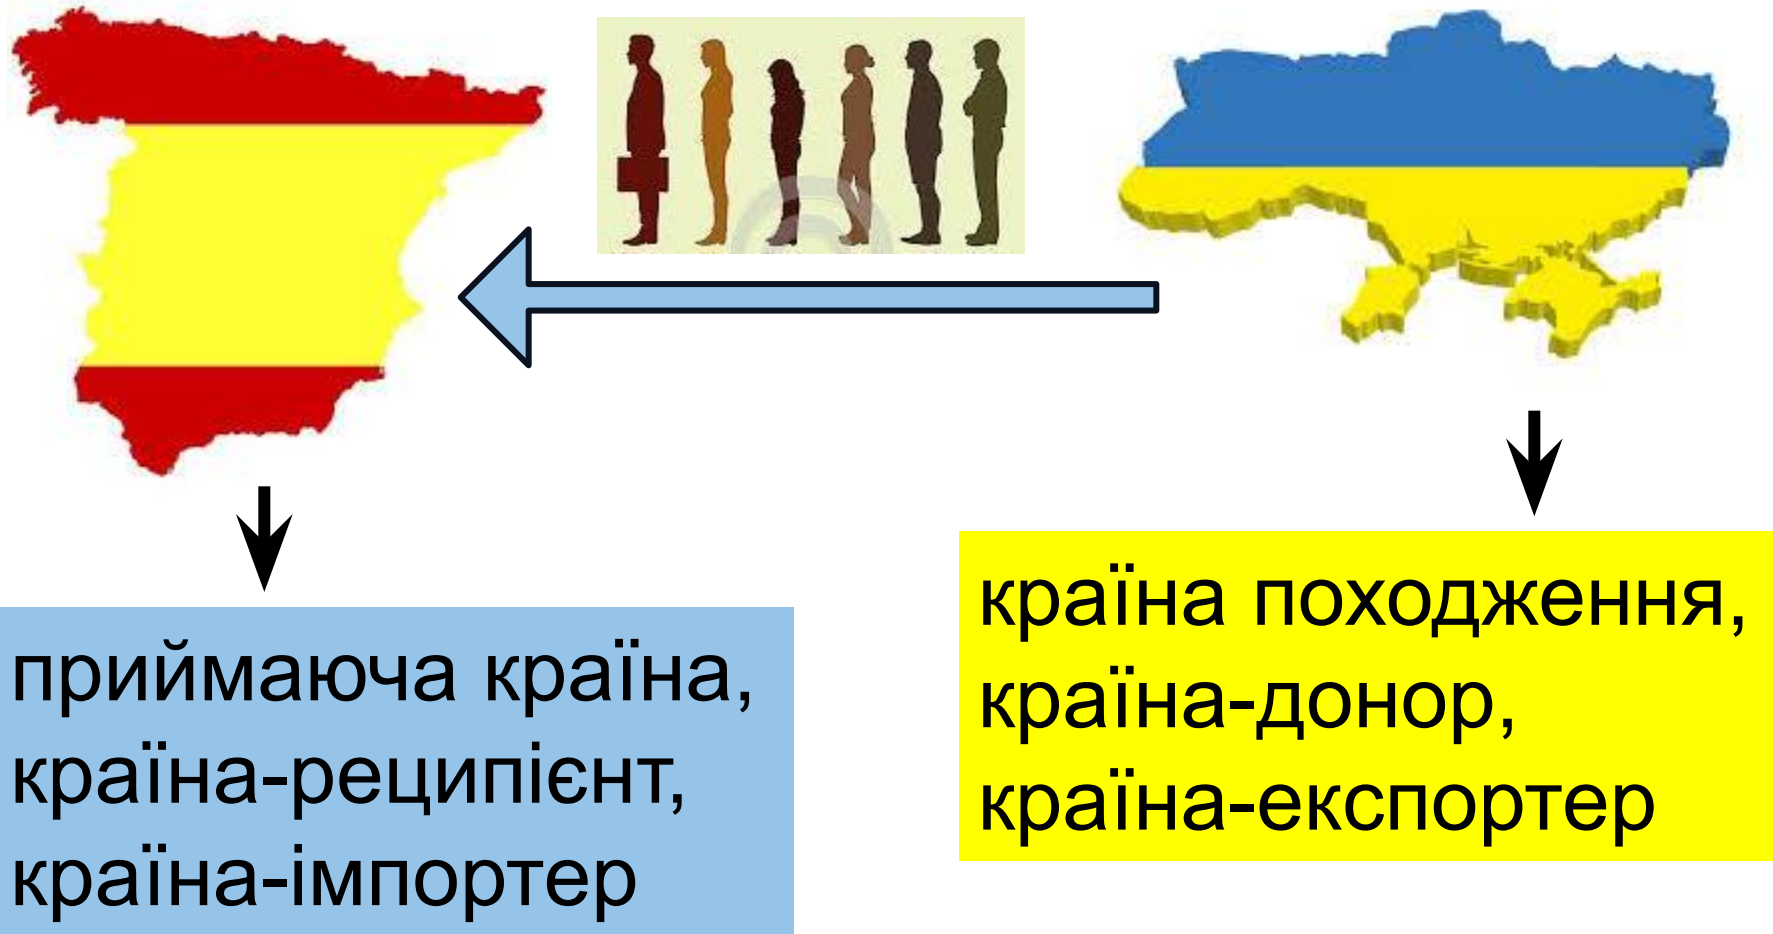 приймаюча країна,
країна-реципієнт,
країна-імпортер
країна походження,
країна-донор,
країна-експортер